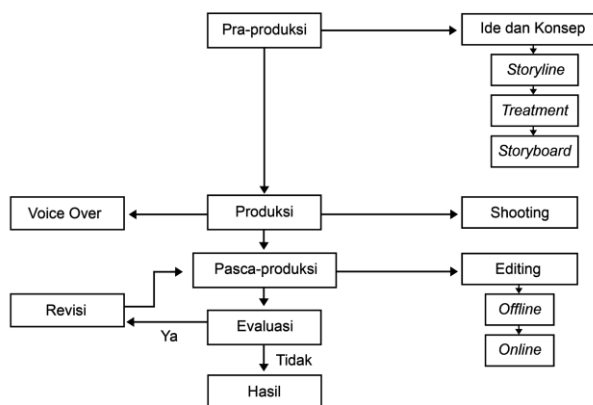 Pra-produksi
Ide dan Konsep
Storyline
Treatment
Storyboard
Voice Over
Produksi
Shooting
Pasca-produksi
Editing
Revisi
Offline
Ya
Evaluasi
Online
Tidak
Hasil